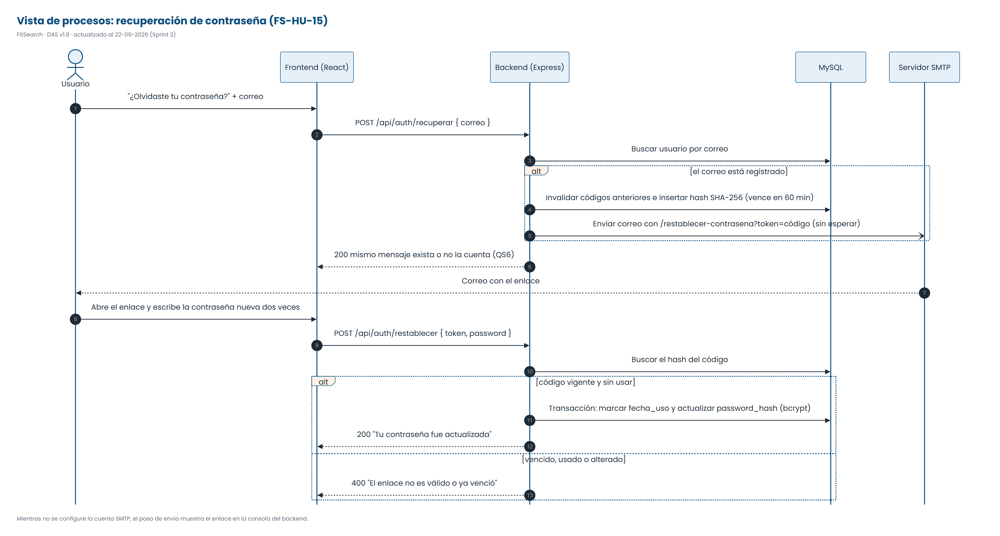 Vista de procesos: recuperación de contraseña (FS-HU-15)
FitSearch · DAS v1.9 · actualizado al 22-09-2026 (Sprint 2)
Usuario
Frontend (React)
Backend (Express)
MySQL
Servidor SMTP
"¿Olvidaste tu contraseña?" + correo
1
POST /api/auth/recuperar { correo }
2
Buscar usuario por correo
3
alt
[el correo está registrado]
Invalidar códigos anteriores e insertar hash SHA-256 (vence en 60 min)
4
Enviar correo con /restablecer-contrasena?token=código (sin esperar)
5
200 mismo mensaje exista o no la cuenta (QS6)
6
Correo con el enlace
7
Abre el enlace y escribe la contraseña nueva dos veces
8
POST /api/auth/restablecer { token, password }
9
Buscar el hash del código
10
alt
[código vigente y sin usar]
Transacción: marcar fecha_uso y actualizar password_hash (bcrypt)
11
200 "Tu contraseña fue actualizada"
12
[vencido, usado o alterado]
400 "El enlace no es válido o ya venció"
13
Mientras no se configure la cuenta SMTP, el paso de envío muestra el enlace en la consola del backend.